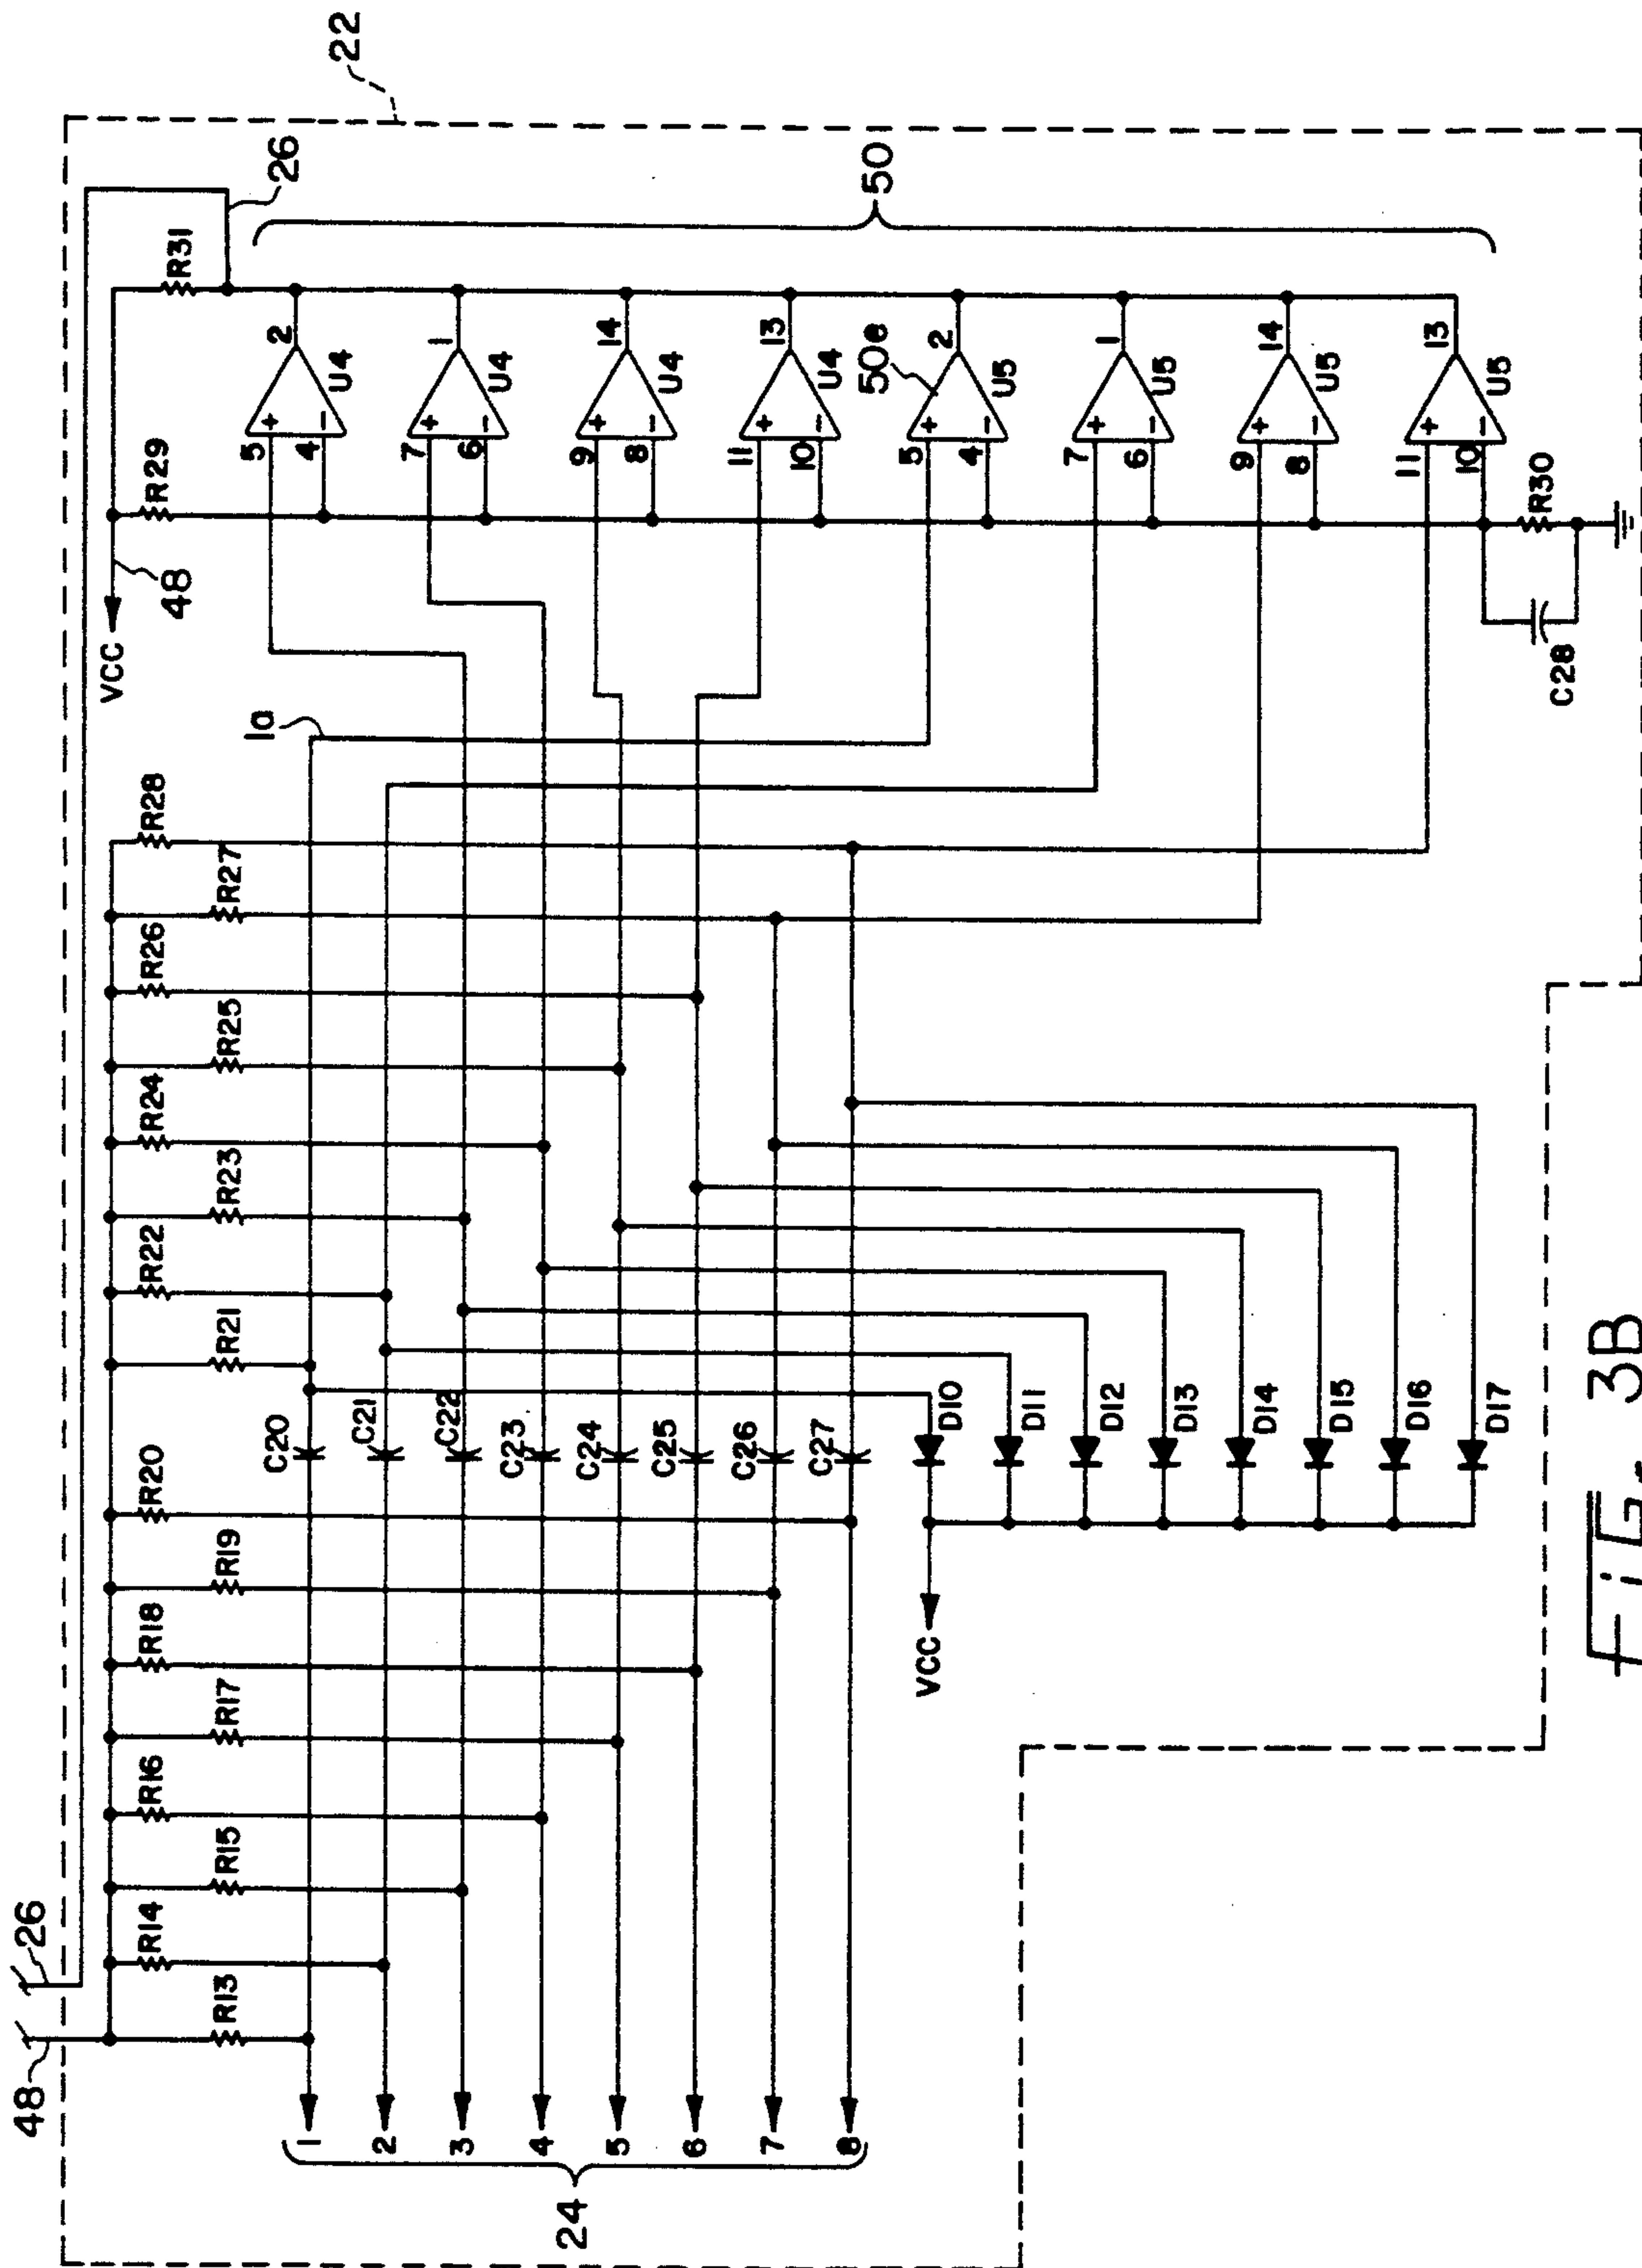 22
48
26
26
VCC
48
R13
R14
R15
R16
R17
R18
R19
R20
R21
R22
R23
R24
R25
R26
R27
R28
R29
R31
24
1
2
3
4
5
6
7
8
C20
C21
C22
C23
C24
C25
C26
C27
1a
5
+
4
−
2
U4
7
+
6
−
1
U4
9
+
8
−
14
U4
11
+
10
−
13
U4
50e
5
+
4
−
2
U5
7
+
6
−
1
U5
9
+
8
−
14
U5
11
+
10
−
13
U5
50
VCC
D10
D11
D12
D13
D14
D15
D16
D17
R30
C28
FIG. 3B